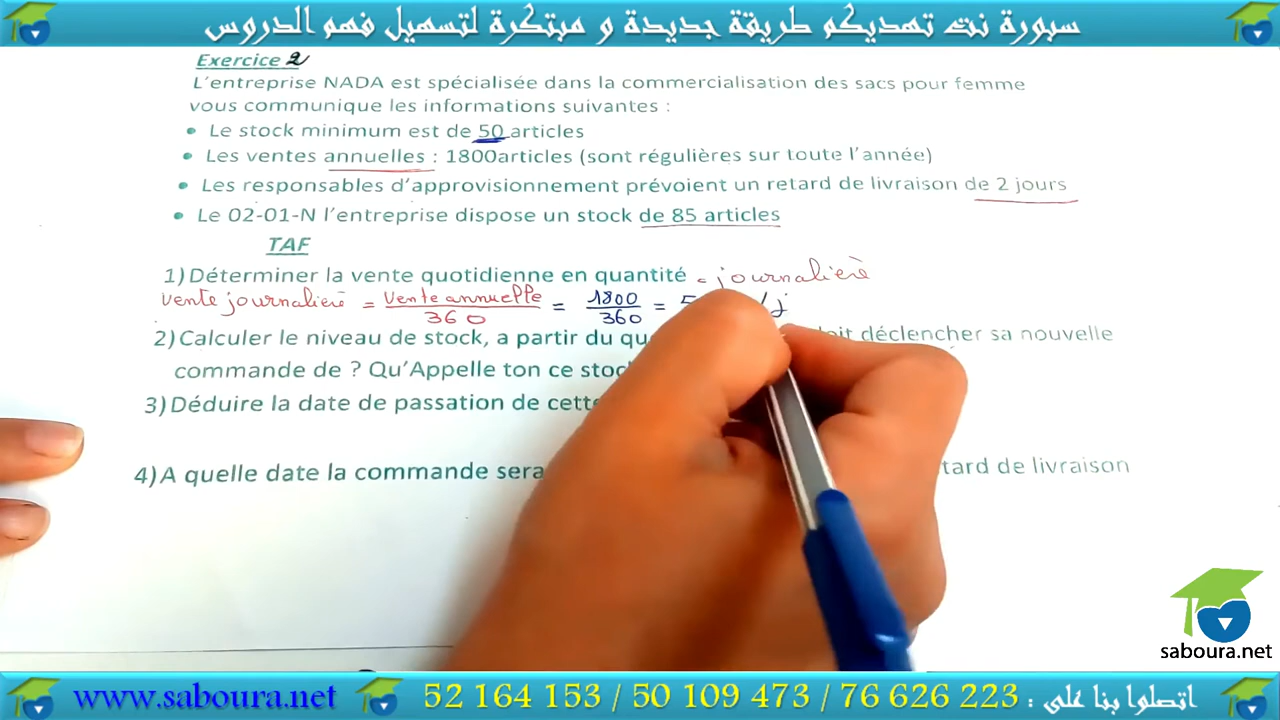 سبورة نت تهديكم طريقة جديدة و مبتكرة لتسهيل فهم الدروس
Exercice 2
L'entreprise NADA est spécialisée dans la commercialisation des sacs pour femme
vous communique les informations suivantes :
• Le stock minimum est de 50 articles
• Les ventes annuelles : 1800articles (sont régulières sur toute l'année)
• Les responsables d'approvisionnement prévoient un retard de livraison de 2 jours
• Le 02-01-N l'entreprise dispose un stock de 85 articles
TAF
1) Déterminer la vente quotidienne en quantité = journalière
vente journalière = vente annuelle / 360 = 1800 / 360 = 5 /j
2) Calculer le niveau de stock, a partir du doit déclencher sa nouvelle
commande de ? Qu'Appelle ton ce
3) Déduire la date de passation de
4) A quelle date la commande retard de livraison
saboura.net
www.saboura.net 52 164 153 / 50 109 473 / 76 626 223 اتصلوا بنا على :